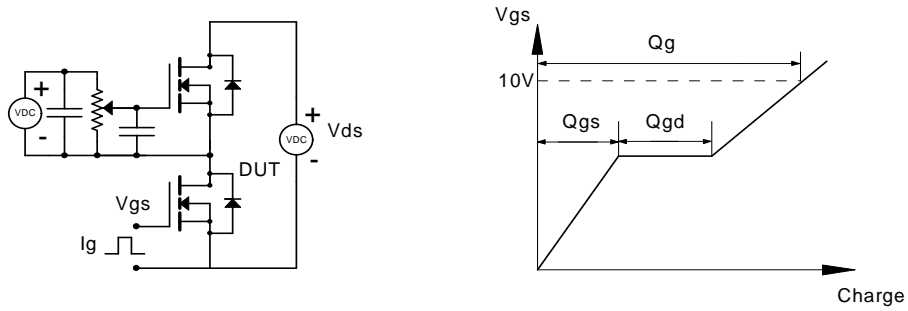 +
VDC
-
+
VDC
-
Vds
DUT
Vgs
Ig
Vgs
Qg
10V
Qgs
Qgd
Charge